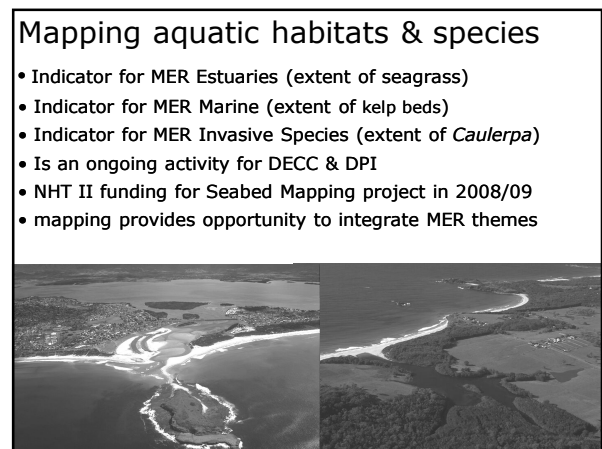 Mapping aquatic habitats & species
• Indicator for MER Estuaries (extent of seagrass)
• Indicator for MER Marine (extent of kelp beds)
• Indicator for MER Invasive Species (extent of Caulerpa)
• Is an ongoing activity for DECC & DPI
• NHT II funding for Seabed Mapping project in 2008/09
• mapping provides opportunity to integrate MER themes